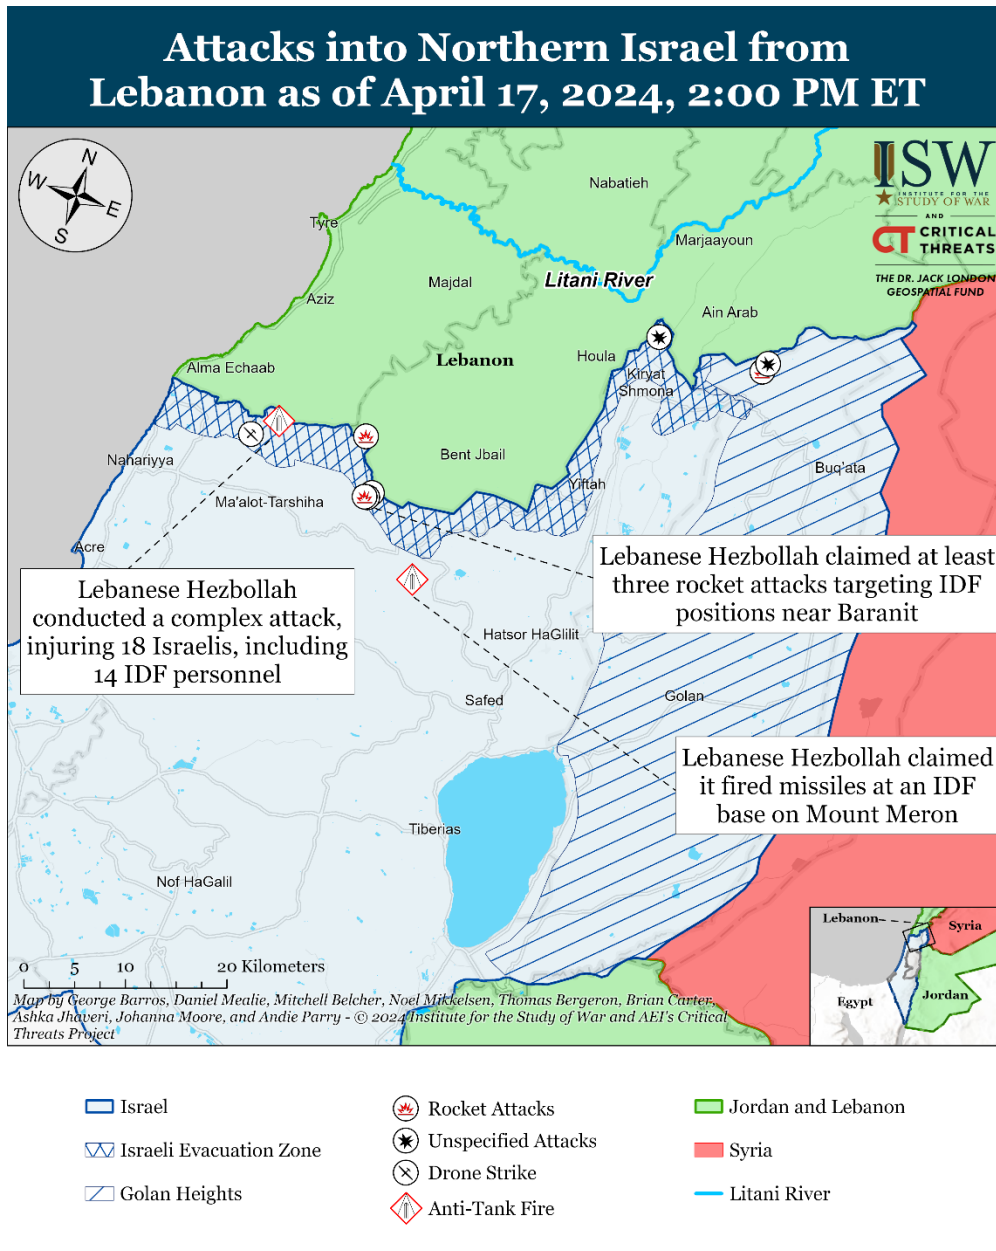 Attacks into Northern Israel from
Lebanon as of April 17, 2024, 2:00 PM ET
N
W
E
S
ISW
INSTITUTE FOR THE
STUDY OF WAR
AND
CT CRITICAL
THREATS
THE DR. JACK LONDON
GEOSPATIAL FUND
Nabatieh
Tyre
Marjaayoun
Majdal
Litani River
Aziz
Ain Arab
Lebanon
Houla
Alma Echaab
Kiryat
Shmona
Bent Jbail
Nahariyya
Buq'ata
Yiftah
Ma'alot-Tarshiha
Acre
Lebanese Hezbollah claimed at least
three rocket attacks targeting IDF
positions near Baranit
Lebanese Hezbollah
conducted a complex attack,
injuring 18 Israelis, including
14 IDF personnel
Hatsor HaGlilit
Safed
Golan
Lebanese Hezbollah claimed
it fired missiles at an IDF
base on Mount Meron
Tiberias
Nof HaGalil
Lebanon
Syria
Egypt
Jordan
0 5 10 20 Kilometers
Map by George Barros, Daniel Mealie, Mitchell Belcher, Noel Mikkelsen, Thomas Bergeron, Brian Carter,
Ashka Jhaveri, Johanna Moore, and Andie Parry - © 2024 Institute for the Study of War and AEI's Critical
Threats Project
Israel
Israeli Evacuation Zone
Golan Heights
Rocket Attacks
Unspecified Attacks
Drone Strike
Anti-Tank Fire
Jordan and Lebanon
Syria
Litani River